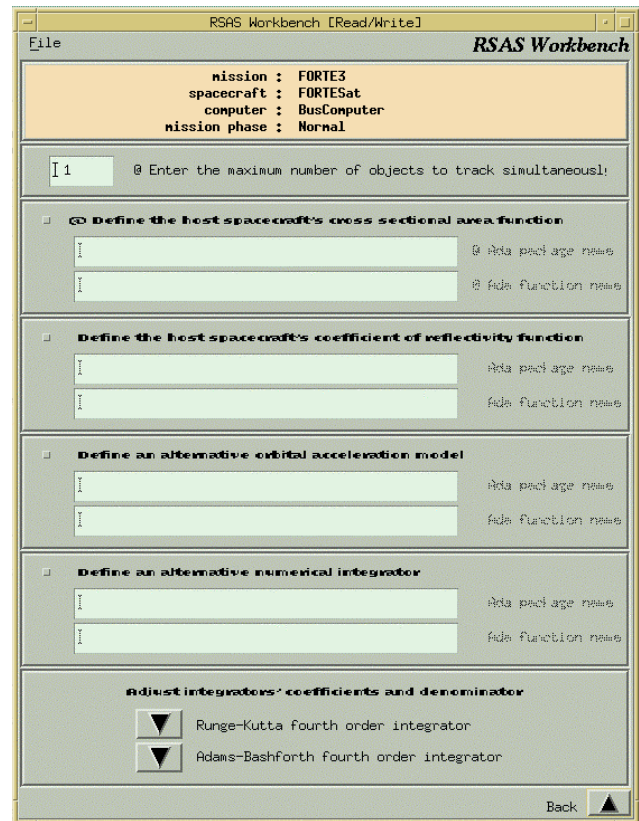 RSAS Workbench [Read/Write]
File
RSAS Workbench
mission : FORTE3
spacecraft : FORTESat
computer : BusComputer
mission phase : Normal
1 @ Enter the maximum number of objects to track simultaneously
@ Define the host spacecraft's cross sectional area function
@ Ada package name
@ Ada function name
Define the host spacecraft's coefficient of reflectivity function
Ada package name
Ada function name
Define an alternative orbital acceleration model
Ada package name
Ada function name
Define an alternative numerical integrator
Ada package name
Ada function name
Adjust integrators' coefficients and denominator
Runge-Kutta fourth order integrator
Adams-Bashforth fourth order integrator
Back